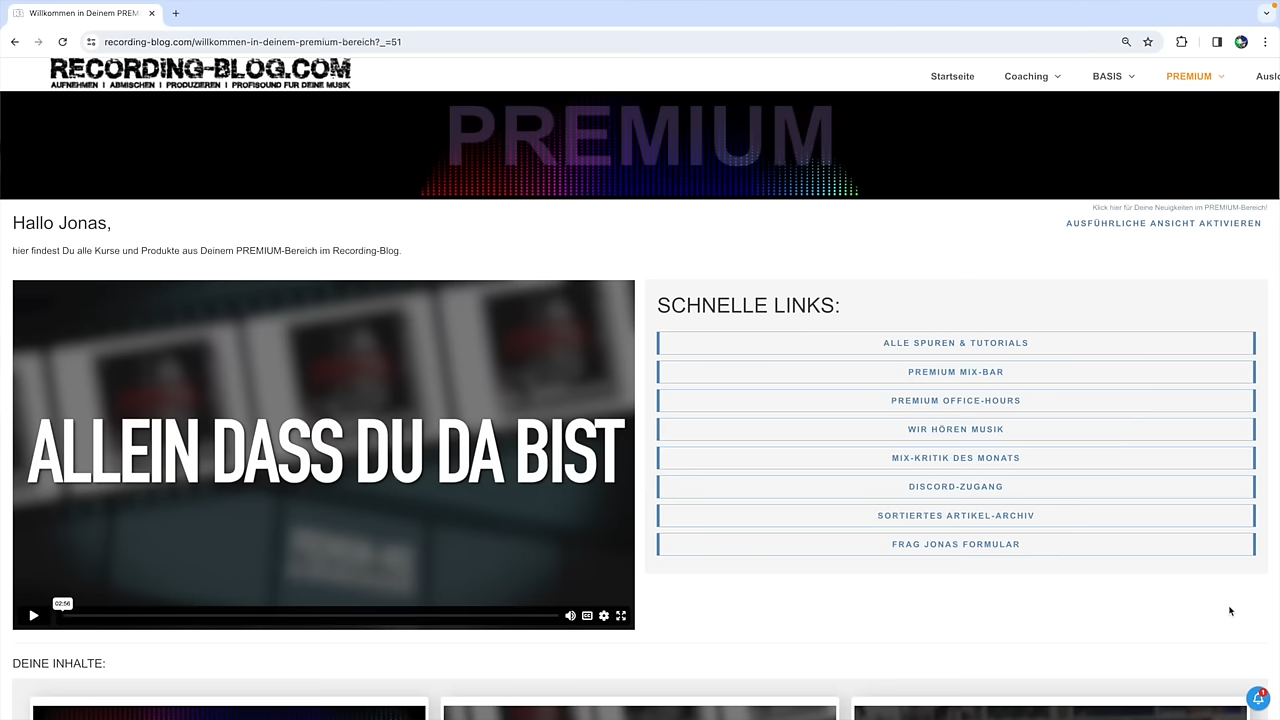 Willkommen in Deinem PREM
recording-blog.com/willkommen-in-deinem-premium-bereich?_=51
RECORDING-BLOG.COM
AUFNEHMEN | ABMISCHEN | PRODUZIEREN | PROFISOUND FÜR DEINE MUSIK
Startseite
Coaching
BASIS
PREMIUM
PREMIUM
Klick hier für Deine Neuigkeiten im PREMIUM-Bereich!
Hallo Jonas,
AUSFÜHRLICHE ANSICHT AKTIVIEREN
hier findest Du alle Kurse und Produkte aus Deinem PREMIUM-Bereich im Recording-Blog.
ALLEIN DASS DU DA BIST
02:56
SCHNELLE LINKS:
ALLE SPUREN & TUTORIALS
PREMIUM MIX-BAR
PREMIUM OFFICE-HOURS
WIR HÖREN MUSIK
MIX-KRITIK DES MONATS
DISCORD-ZUGANG
SORTIERTES ARTIKEL-ARCHIV
FRAG JONAS FORMULAR
DEINE INHALTE:
1